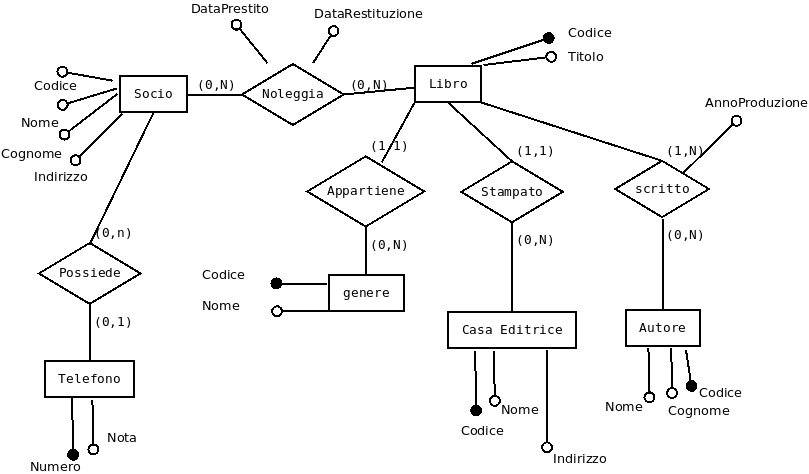 DataPrestito
DataRestituzione
Codice
Titolo
Libro
(0,N)
Noleggia
(0,N)
Socio
Codice
Nome
Cognome
Indirizzo
AnnoProduzione
(1,1)
(1,1)
(1,N)
Appartiene
Stampato
scritto
(0,n)
(0,N)
(0,N)
(0,N)
Possiede
Codice
Nome
genere
(0,1)
Casa Editrice
Autore
Telefono
Nome
Codice
Indirizzo
Nome
Codice
Cognome
Nota
Numero